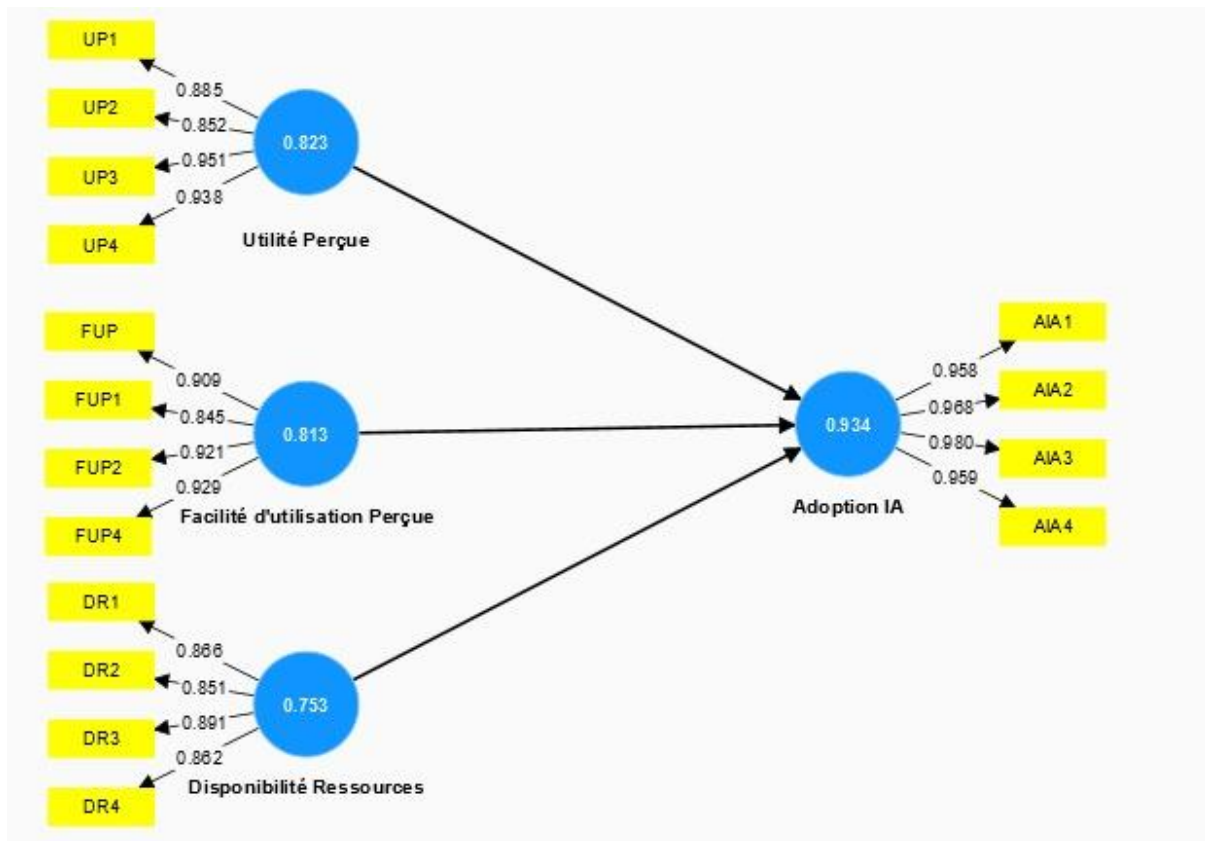 UP1
0.885
UP2
0.852
0.823
0.951
UP3
0.938
UP4
Utilité Perçue
FUP
0.909
FUP1
0.845
0.813
0.921
FUP2
0.929
Facilité d'utilisation Perçue
FUP4
DR1
0.866
DR2
0.851
0.753
0.891
DR3
0.862
Disponibilité Ressources
DR4
AIA1
0.958
AIA2
0.968
0.934
0.980
AIA3
0.959
Adoption IA
AIA4